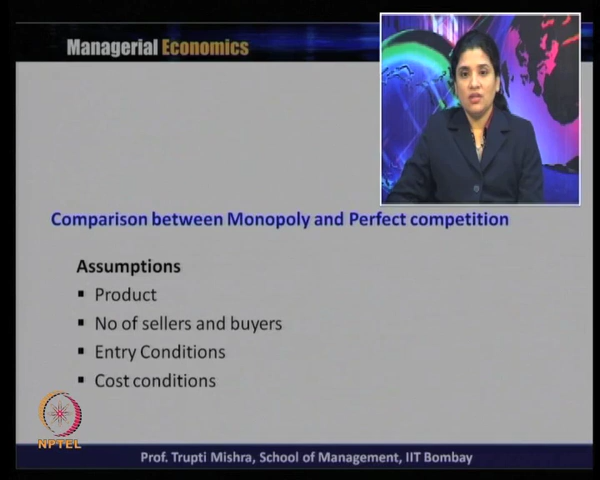 Managerial Economics
Comparison between Monopoly and Perfect competition
Assumptions
▪ Product
▪ No of sellers and buyers
▪ Entry Conditions
▪ Cost conditions
NPTEL
Prof. Trupti Mishra, School of Management, IIT Bombay